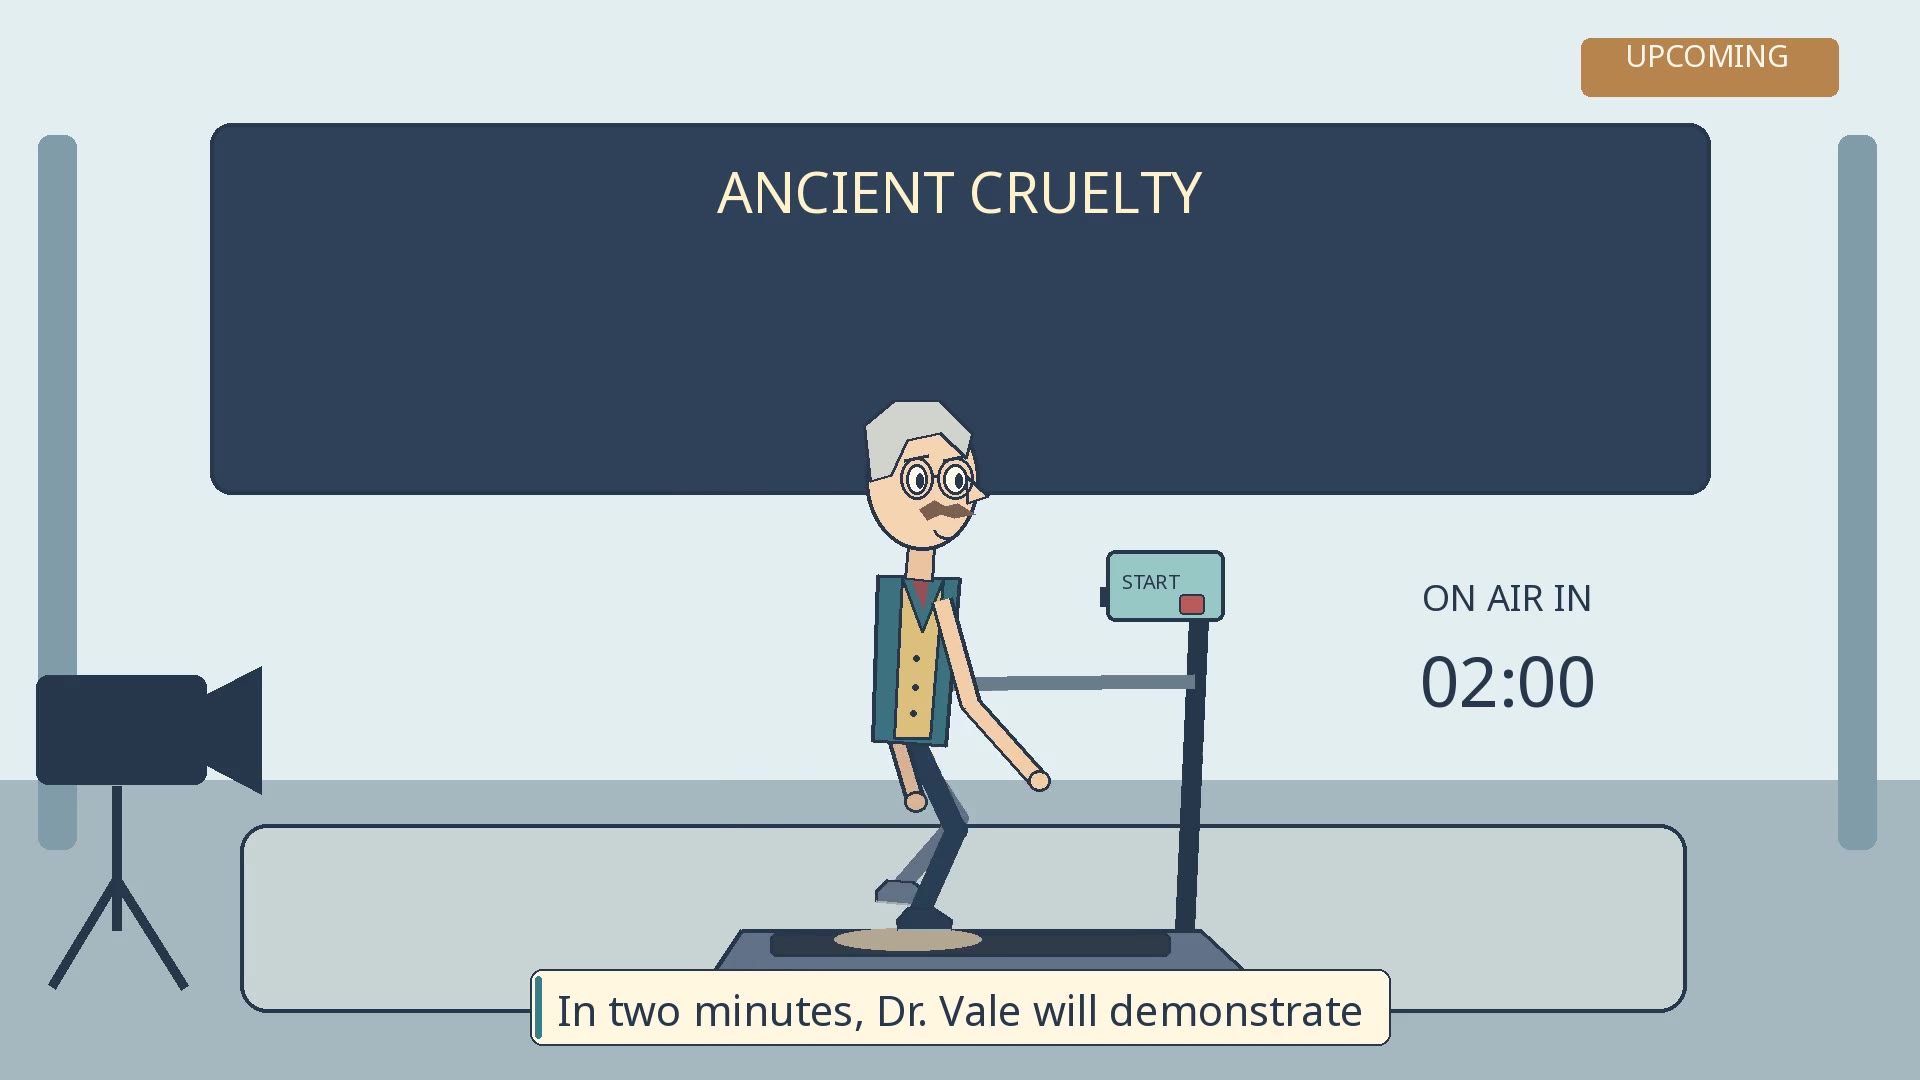 UPCOMING
ANCIENT CRUELTY
START
ON AIR IN
02:00
In two minutes, Dr. Vale will demonstrate